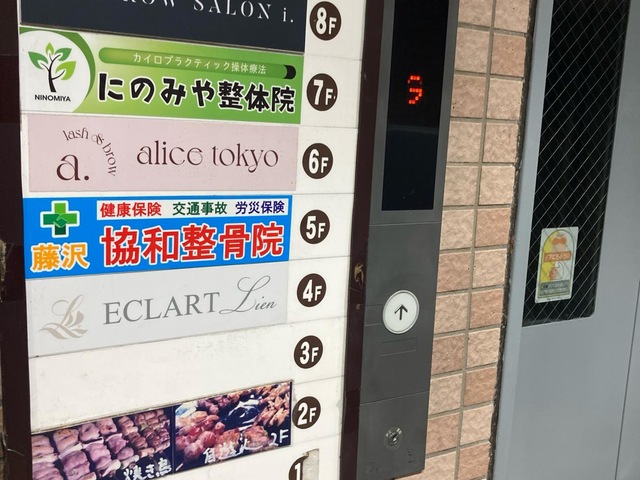 ROW SALON i.
8F
カイロプラクティック操体療法
NINOMIYA
にのみや整体院
7F
lash & brow
a. alice tokyo
6F
健康保険 交通事故 労災保険
藤沢 協和整骨院
5F
ECLART Lien
4F
3F
2F
焼き鳥
2F
1